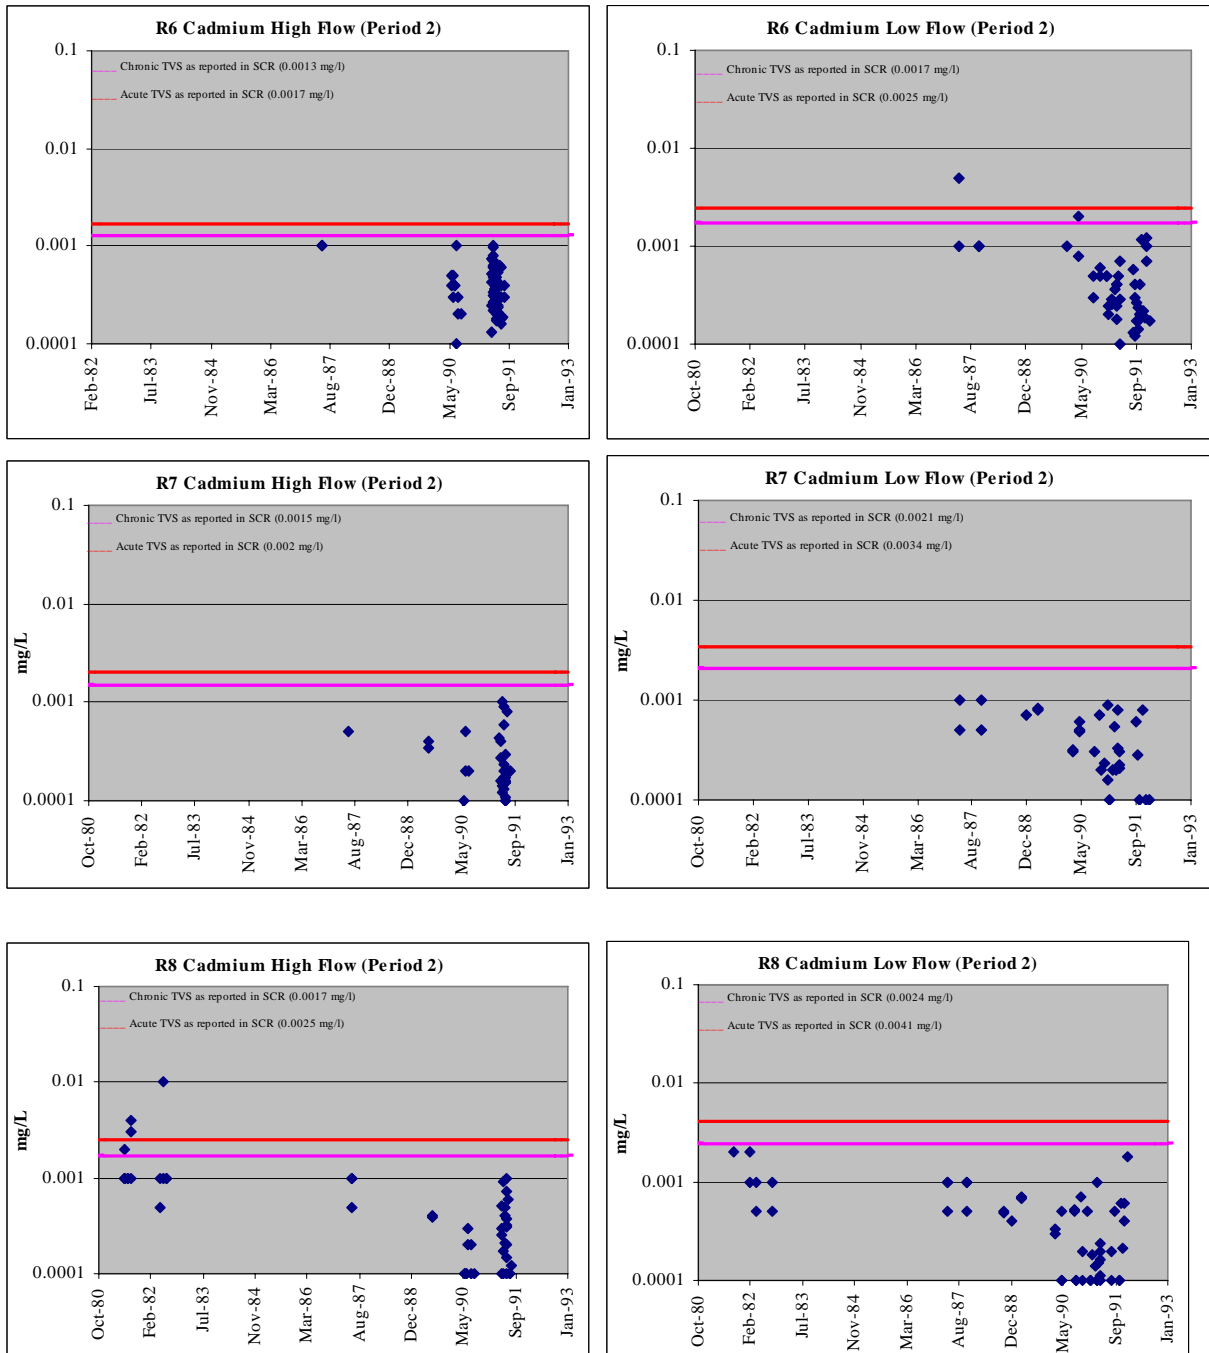 R6 Cadmium High Flow (Period 2)
0.1
Chronic TVS as reported in SCR (0.0013 mg/l)
Acute TVS as reported in SCR (0.0017 mg/l)
0.01
0.001
0.0001
Feb-82
Jul-83
Nov-84
Mar-86
Aug-87
Dec-88
May-90
Sep-91
Jan-93
R6 Cadmium Low Flow (Period 2)
0.1
Chronic TVS as reported in SCR (0.0017 mg/l)
Acute TVS as reported in SCR (0.0025 mg/l)
0.01
0.001
0.0001
Oct-80
Feb-82
Jul-83
Nov-84
Mar-86
Aug-87
Dec-88
May-90
Sep-91
Jan-93
R7 Cadmium High Flow (Period 2)
0.1
Chronic TVS as reported in SCR (0.0015 mg/l)
Acute TVS as reported in SCR (0.002 mg/l)
0.01
mg/L
0.001
0.0001
Oct-80
Feb-82
Jul-83
Nov-84
Mar-86
Aug-87
Dec-88
May-90
Sep-91
Jan-93
R7 Cadmium Low Flow (Period 2)
0.1
Chronic TVS as reported in SCR (0.0021 mg/l)
Acute TVS as reported in SCR (0.0034 mg/l)
0.01
mg/L
0.001
0.0001
Oct-80
Feb-82
Jul-83
Nov-84
Mar-86
Aug-87
Dec-88
May-90
Sep-91
Jan-93
R8 Cadmium High Flow (Period 2)
0.1
Chronic TVS as reported in SCR (0.0017 mg/l)
Acute TVS as reported in SCR (0.0025 mg/l)
0.01
mg/L
0.001
0.0001
Oct-80
Feb-82
Jul-83
Nov-84
Mar-86
Aug-87
Dec-88
May-90
Sep-91
Jan-93
R8 Cadmium Low Flow (Period 2)
0.1
Chronic TVS as reported in SCR (0.0024 mg/l)
Acute TVS as reported in SCR (0.0041 mg/l)
0.01
mg/L
0.001
0.0001
Oct-80
Feb-82
Jul-83
Nov-84
Mar-86
Aug-87
Dec-88
May-90
Sep-91
Jan-93